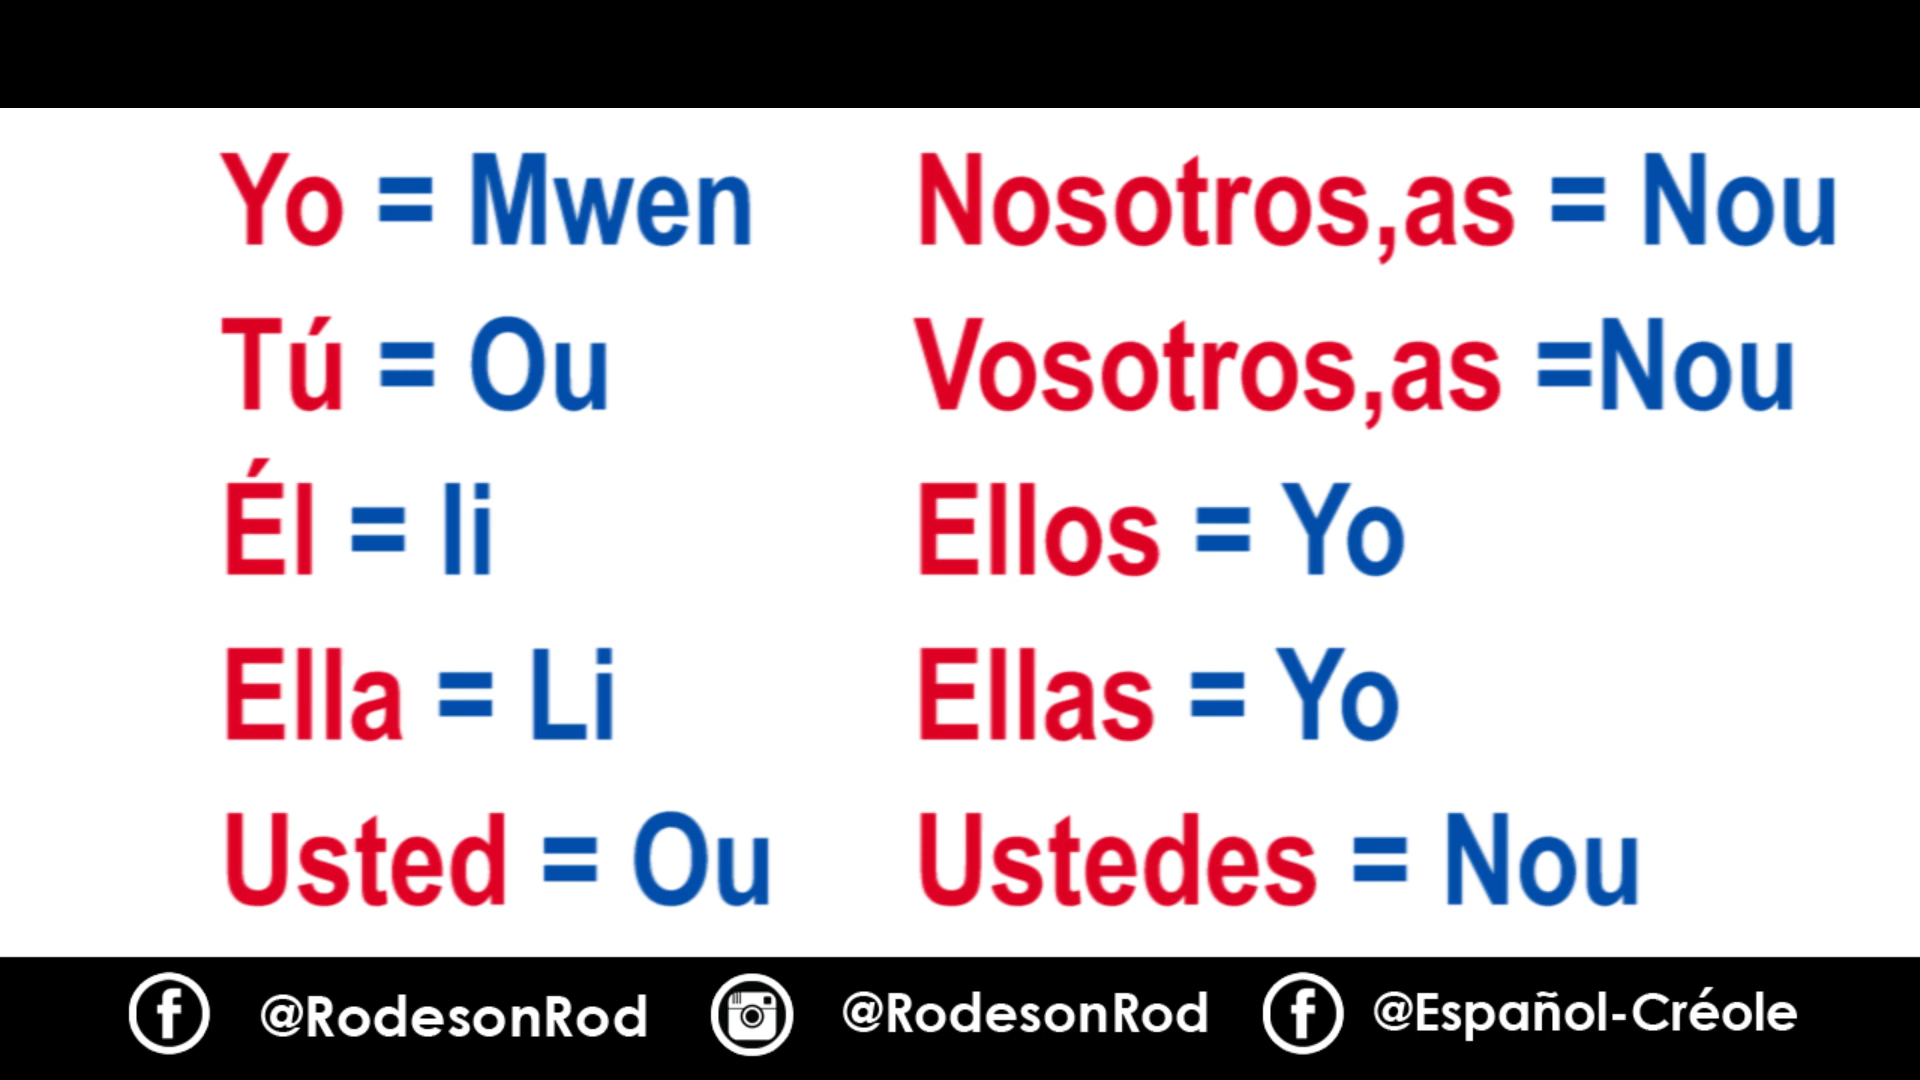 Yo = Mwen
Tú = Ou
Él = li
Ella = Li
Usted = Ou
Nosotros,as = Nou
Vosotros,as =Nou
Ellos = Yo
Ellas = Yo
Ustedes = Nou
@RodesonRod
@RodesonRod
@Español-Créole